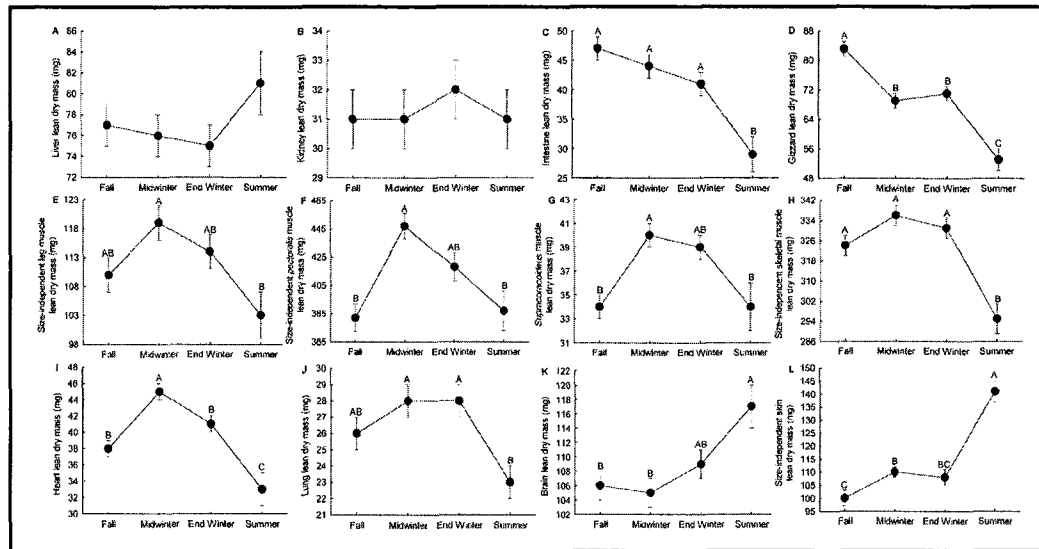 A
Liver lean dry mass (mg)
86
84
82
80
78
76
74
72
Fall
Midwinter
End Winter
Summer
B
Kidney lean dry mass (mg)
34
33
32
31
30
29
Fall
Midwinter
End Winter
Summer
C
Intestine lean dry mass (mg)
50
45
40
35
30
25
A
A
A
B
Fall
Midwinter
End Winter
Summer
D
Gizzard lean dry mass (mg)
88
80
72
64
56
48
A
B
B
C
Fall
Midwinter
End Winter
Summer
E
Size-independent leg muscle
lean dry mass (mg)
123
118
113
108
103
98
AB
A
AB
B
Fall
Midwinter
End Winter
Summer
F
Size-independent pectoralis muscle
lean dry mass (mg)
465
445
425
405
385
365
B
A
AB
B
Fall
Midwinter
End Winter
Summer
G
Supracoracoideus muscle
lean dry mass (mg)
45
43
41
39
37
35
33
31
B
A
AB
B
Fall
Midwinter
End Winter
Summer
H
Size-independent skeletal muscle
lean dry mass (mg)
342
334
326
318
310
302
294
286
A
A
A
B
Fall
Midwinter
End Winter
Summer
I
Heart lean dry mass (mg)
48
46
44
42
40
38
36
34
32
30
B
A
B
C
Fall
Midwinter
End Winter
Summer
J
Lung lean dry mass (mg)
30
29
28
27
26
25
24
23
22
21
AB
A
A
B
Fall
Midwinter
End Winter
Summer
K
Brain lean dry mass (mg)
122
120
118
116
114
112
110
108
106
104
102
B
B
AB
A
Fall
Midwinter
End Winter
Summer
L
Size-independent skin
lean dry mass (mg)
150
145
140
135
130
125
120
115
110
105
100
95
C
B
BC
A
Fall
Midwinter
End Winter
Summer